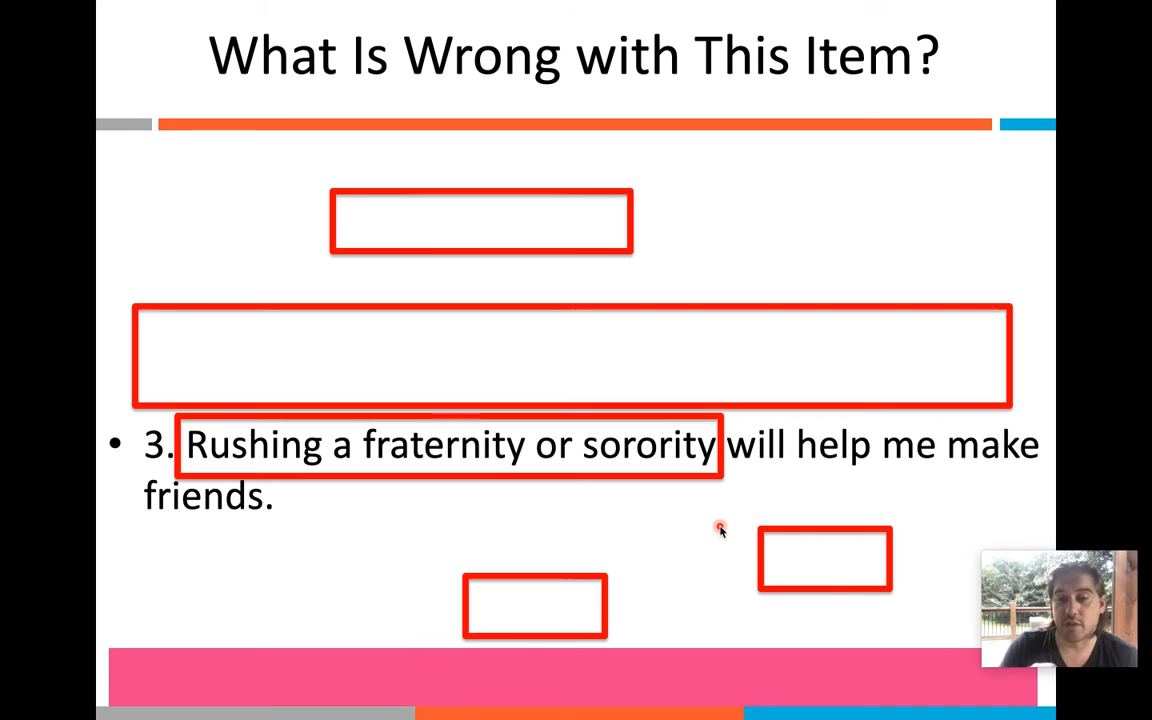 What Is Wrong with This Item?
• 3. Rushing a fraternity or sorority will help me make
friends.